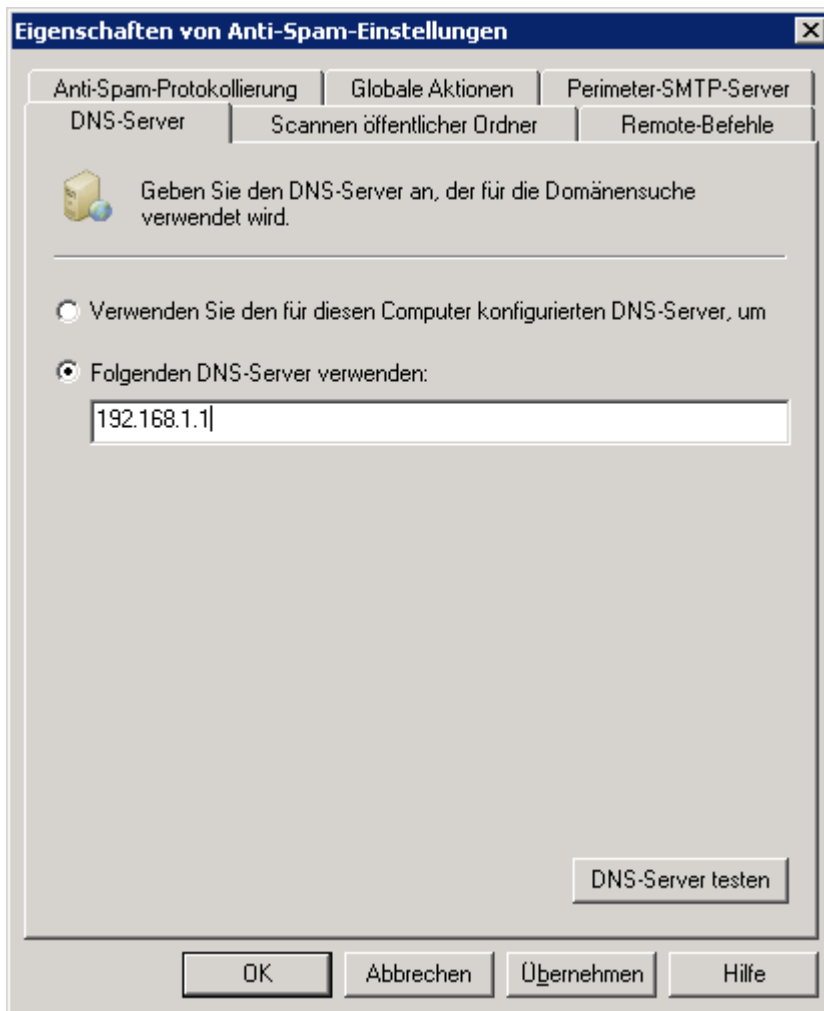 Eigenschaften von Anti-Spam-Einstellungen
Anti-Spam-Protokollierung Globale Aktionen Perimeter-SMTP-Server
DNS-Server Scannen öffentlicher Ordner Remote-Befehle
Geben Sie den DNS-Server an, der für die Domänensuche
verwendet wird.
Verwenden Sie den für diesen Computer konfigurierten DNS-Server, um
Folgenden DNS-Server verwenden:
192.168.1.1
DNS-Server testen
OK Abbrechen Übernehmen Hilfe